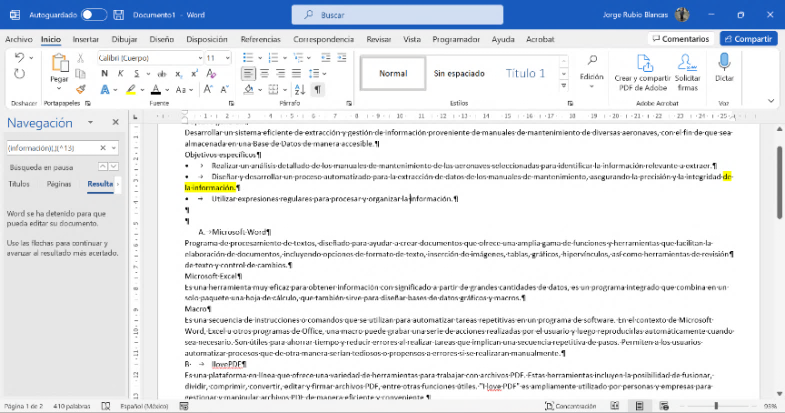 Autoguardado
Documento1 - Word
Buscar
Jorge Rubio Blancas
Archivo Inicio Insertar Dibujar Diseño Disposición Referencias Correspondencia Revisar Vista Programador Ayuda Acrobat
Comentarios Compartir
Calibri (Cuerpo) 11
Pegar
N K S
Normal Sin espaciado Título 1
Edición
Crear y compartir PDF de Adobe
Solicitar firmas
Dictar
Deshacer Portapapeles Fuente Párrafo Estilos Adobe Acrobat Voz
Navegación
(información)(.)(^13)
Búsqueda en pausa
Títulos Páginas Resulta
Word se ha detenido para que
pueda editar su documento.
Use las flechas para continuar y
avanzar al resultado más acertado.
Desarrollar un sistema eficiente de extracción y gestión de información proveniente de manuales de mantenimiento de diversas aeronaves, con el fin de que sea
almacenada en una Base de Datos de manera accesible.¶
Objetivos específicos¶
• → Realizar un análisis detallado de los manuales de mantenimiento de las aeronaves seleccionadas para identificar la información relevante a extraer.¶
• → Diseñar y desarrollar un proceso automatizado para la extracción de datos de los manuales de mantenimiento, asegurando la precisión y la integridad de
la información.¶
• → Utilizar expresiones regulares para procesar y organizar la información.¶
¶
¶
A. → Microsoft Word¶
Programa de procesamiento de textos, diseñado para ayudar a crear documentos que ofrece una amplia gama de funciones y herramientas que facilitan la
elaboración de documentos, incluyendo opciones de formato de texto, inserción de imágenes, tablas, gráficos, hipervínculos, así como herramientas de revisión¶
de texto y control de cambios.¶
Microsoft Excel¶
Es una herramienta muy eficaz para obtener información con significado a partir de grandes cantidades de datos, es un programa integrado que combina en un
solo paquete una hoja de cálculo, que también sirve para diseñar bases de datos gráficos y macros.¶
Macro¶
Es una secuencia de instrucciones o comandos que se utilizan para automatizar tareas repetitivas en un programa de software. En el contexto de Microsoft
Word, Excel u otros programas de Office, una macro puede grabar una serie de acciones realizadas por el usuario y luego reproducirlas automáticamente cuando
sea necesario. Son útiles para ahorrar tiempo y reducir errores al realizar tareas que implican una secuencia repetitiva de pasos. Permiten a los usuarios
automatizar procesos que de otra manera serían tediosos o propensos a errores si se realizaran manualmente.¶
B. → IlovePDF¶
Es una plataforma en línea que ofrece una variedad de herramientas para trabajar con archivos PDF. Estas herramientas incluyen la posibilidad de fusionar,
dividir, comprimir, convertir, editar y firmar archivos PDF, entre otras funciones útiles. "I love PDF" es ampliamente utilizado por personas y empresas para
gestionar y manipular archivos PDF de manera eficiente y conveniente.¶
Página 1 de 2 410 palabras Español (México) Concentración 93%